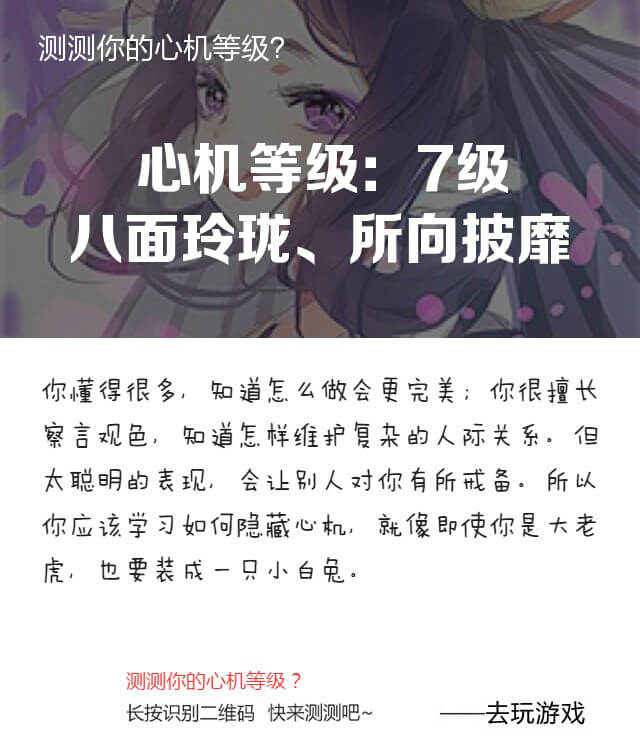 测测你的心机等级?
心机等级：7级
八面玲珑、所向披靡
你懂得很多，知道怎么做会更完美；你很擅长
察言观色，知道怎样维护复杂的人际关系。但
太聪明的表现，会让别人对你有所戒备。所以
你应该学习如何隐藏心机，就像即使你是大老
虎，也要装成一只小白兔。
测测你的心机等级？
长按识别二维码 快来测测吧~
——去玩游戏